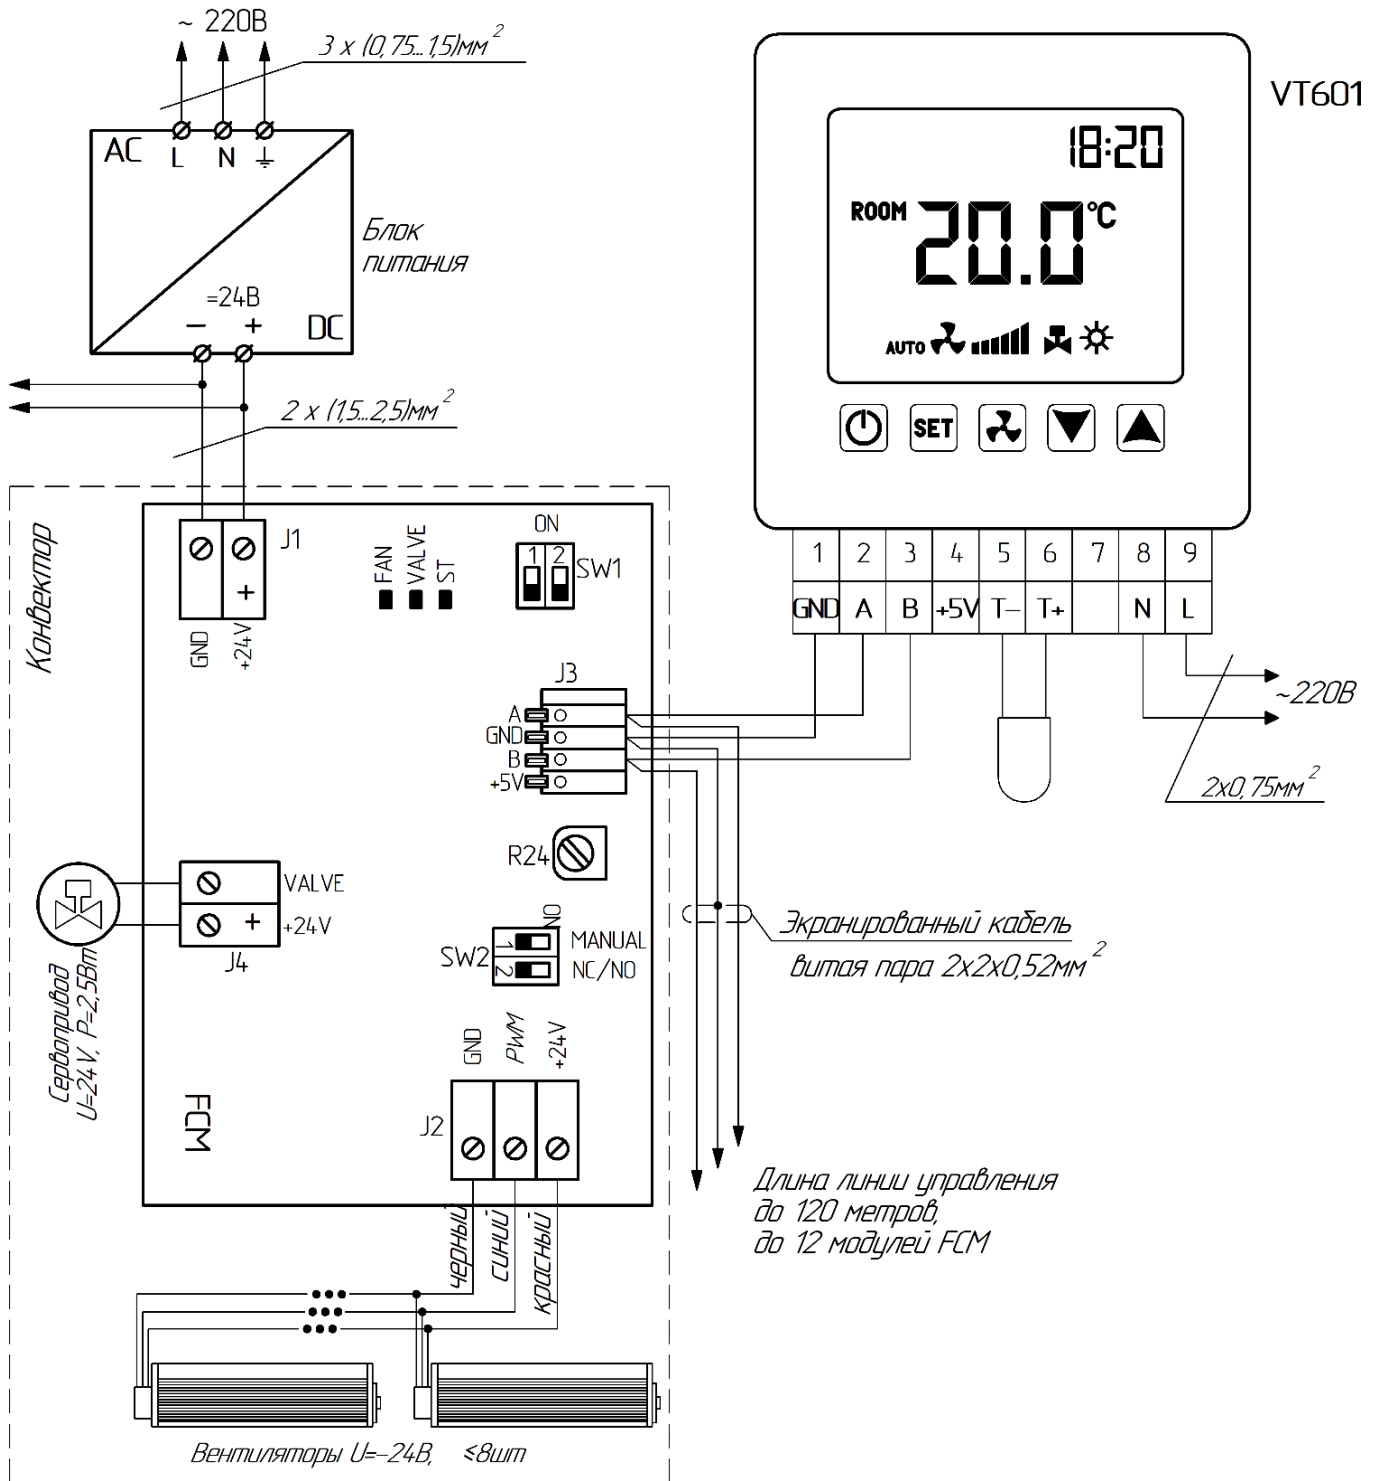 ~ 220В
3 x (0,75...1,5)мм²
AC
L N
Блок
питания
=24В
− +
DC
2 x (1,5...2,5)мм²
VT601
18:20
ROOM 20.0°C
AUTO
SET
1 2 3 4 5 6 7 8 9
GND A B +5V T− T+ N L
~220В
2x0,75мм²
Конвектор
J1
+
GND
+24V
FAN
VALVE
ST
ON
1 2
SW1
J3
A
GND
B
+5V
R24
VALVE
+ +24V
J4
Сервопривод
U=24V, P=2,5Вт
NO
SW2
1 MANUAL
2 NC/NO
Экранированный кабель
витая пара 2x2x0,52мм²
GND
PWM
+24V
J2
FCM
черный
синий
красный
Длина линии управления
до 120 метров,
до 12 модулей FCM
Вентиляторы U=−24В, ≤8шт